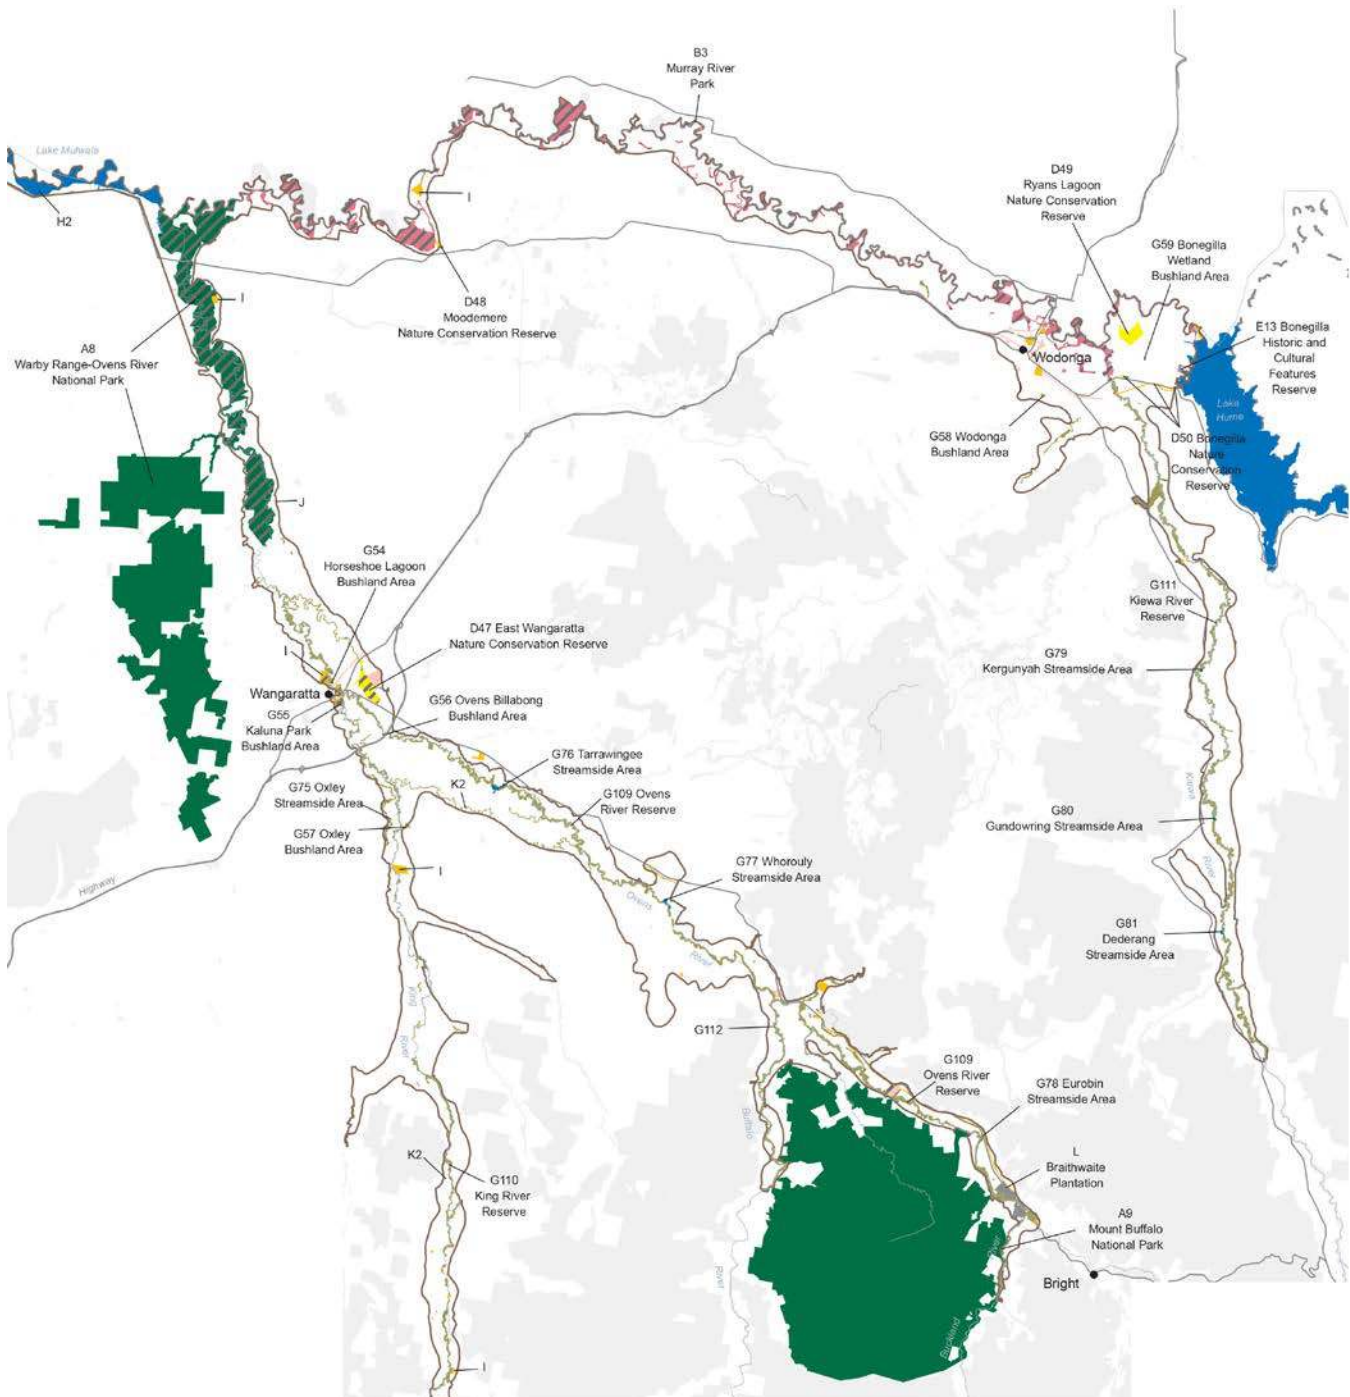 B3
Murray River
Park
Lake Mulwala
H2
I
D49
Ryans Lagoon
Nature Conservation
Reserve
G59 Bonegilla
Wetland
Bushland Area
I
D48
Moodemere
Nature Conservation Reserve
E13 Bonegilla
Historic and
Cultural
Features
Reserve
A8
Warby Range-Ovens River
National Park
Wodonga
Lake
Hume
G58 Wodonga
Bushland Area
D50 Bonegilla
Nature
Conservation
Reserve
J
G54
Horseshoe Lagoon
Bushland Area
G111
Kiewa River
Reserve
D47 East Wangaratta
Nature Conservation Reserve
I
G79
Kergunyah Streamside Area
Wangaratta
G56 Ovens Billabong
Bushland Area
G55
Kaluna Park
Bushland Area
G76 Tarrawingee
Streamside Area
G75 Oxley
Streamside Area
K2
G109 Ovens
River Reserve
Kiewa
G80
Gundowring Streamside Area
G57 Oxley
Bushland Area
I
G77 Whorouly
Streamside Area
Highway
River
Ovens
G81
Dederang
Streamside Area
River
King
River
G112
G109
Ovens River
Reserve
G78 Eurobin
Streamside Area
Buffalo
K2
L
Braithwaite
Plantation
G110
King River
Reserve
A9
Mount Buffalo
National Park
River
River
Bright
Buckland
I